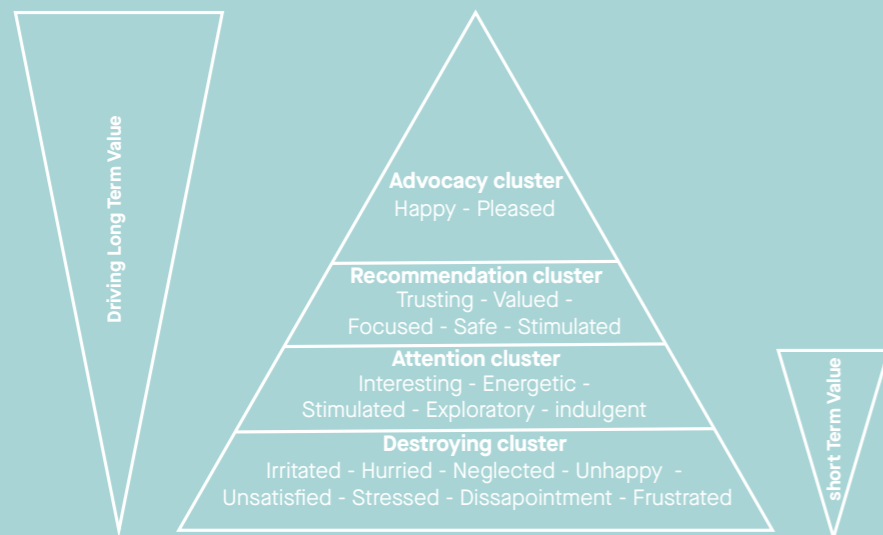 Driving Long Term Value
Advocacy cluster
Happy - Pleased
Recommendation cluster
Trusting - Valued -
Focused - Safe - Stimulated
Attention cluster
Interesting - Energetic -
Stimulated - Exploratory - indulgent
Destroying cluster
Irritated - Hurried - Neglected - Unhappy -
Unsatisfied - Stressed - Dissapointment - Frustrated
short Term Value